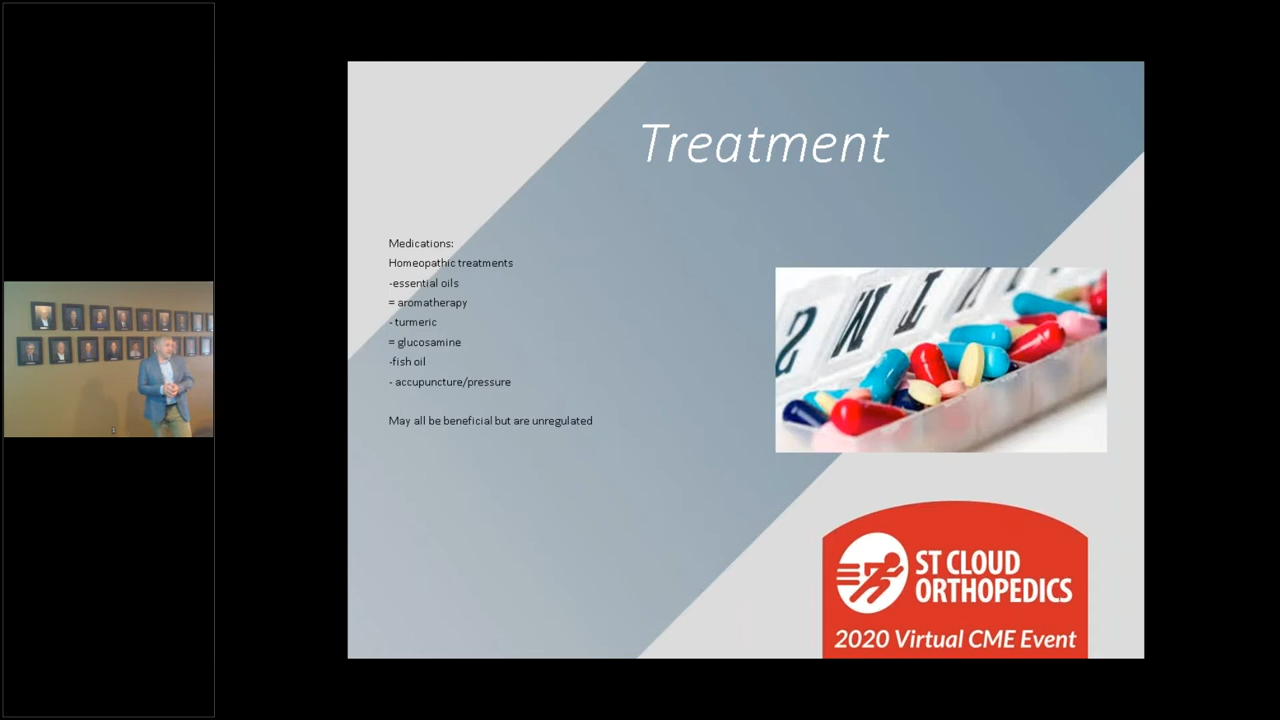 Treatment
Medications:
Homeopathic treatments
-essential oils
= aromatherapy
- turmeric
= glucosamine
-fish oil
- accupuncture/pressure
May all be beneficial but are unregulated
S
W
T
ST CLOUD
ORTHOPEDICS
2020 Virtual CME Event